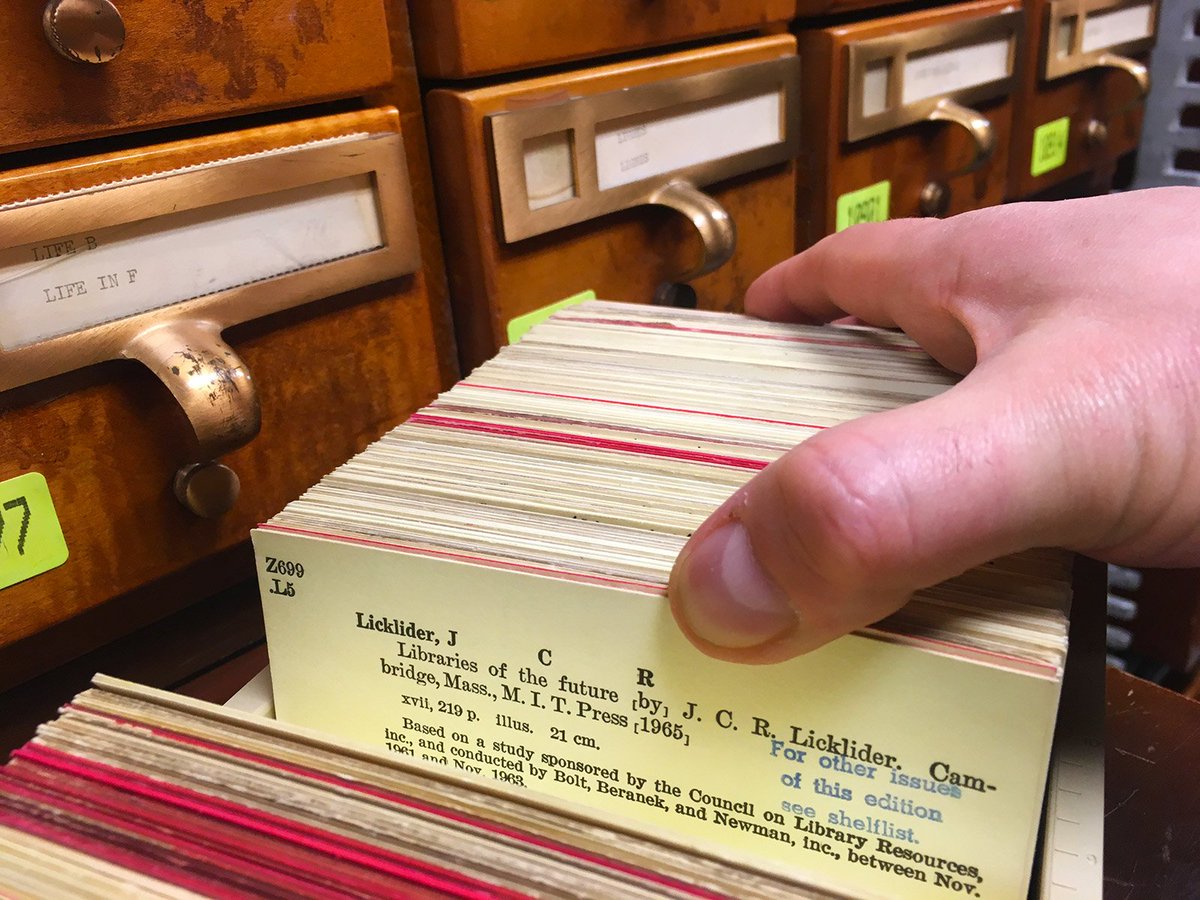 LIFE B
LIFE IN F
77
Z699
.L5
Licklider, J C R
Libraries of the future [by] J. C. R. Licklider. Cam-
bridge, Mass., M. I. T. Press [1965]
xvii, 219 p. illus. 21 cm.
Based on a study sponsored by the Council on Library Resources,
inc., and conducted by Bolt, Beranek, and Newman, inc., between Nov.
1961 and Nov. 1963.
For other issues
of this edition
see shelflist.